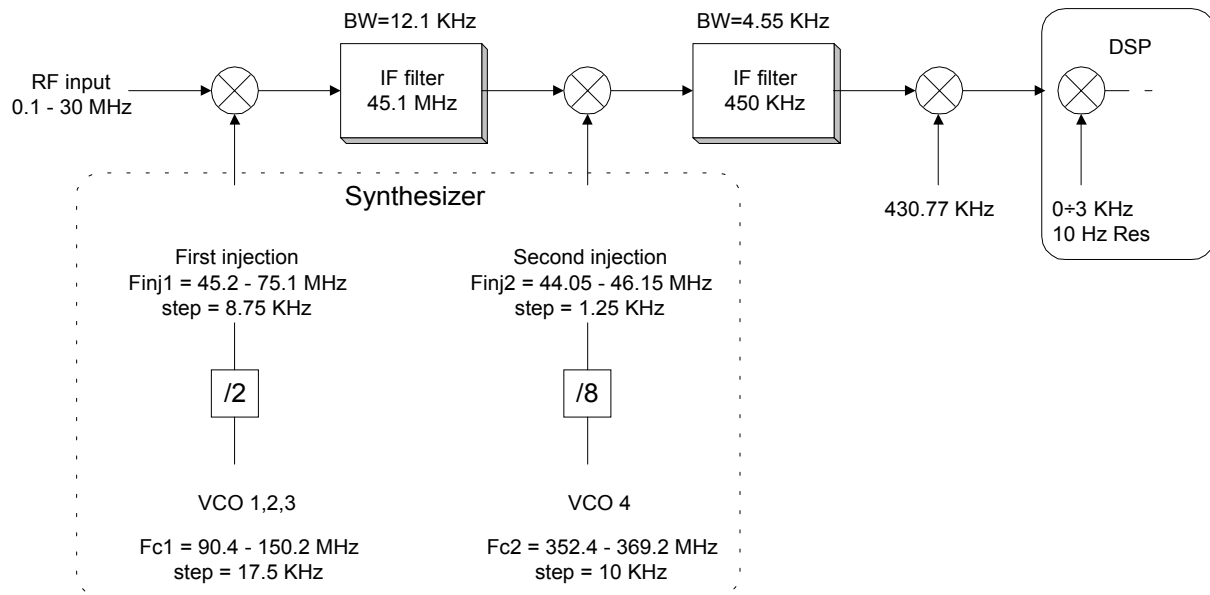 BW=12.1 KHz
BW=4.55 KHz
DSP
RF input
0.1 - 30 MHz
IF filter
45.1 MHz
IF filter
450 KHz
430.77 KHz
0÷3 KHz
10 Hz Res
Synthesizer
First injection
Finj1 = 45.2 - 75.1 MHz
step = 8.75 KHz
Second injection
Finj2 = 44.05 - 46.15 MHz
step = 1.25 KHz
/2
/8
VCO 1,2,3
VCO 4
Fc1 = 90.4 - 150.2 MHz
step = 17.5 KHz
Fc2 = 352.4 - 369.2 MHz
step = 10 KHz